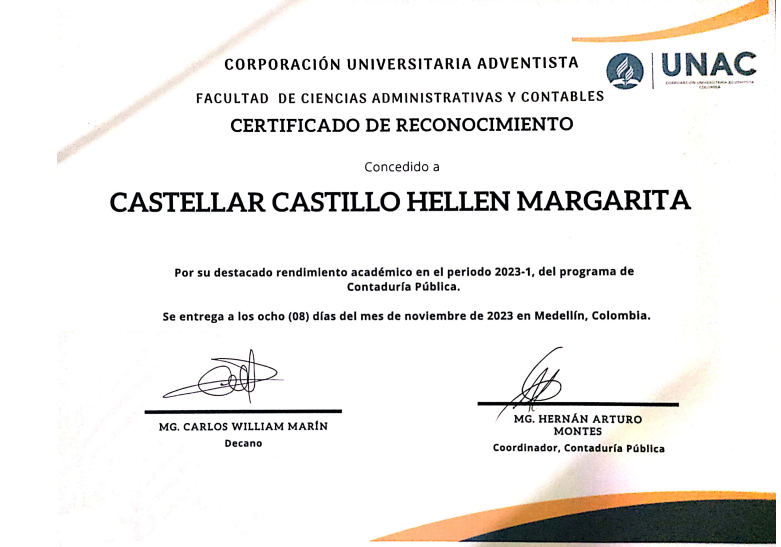 CORPORACIÓN UNIVERSITARIA ADVENTISTA
UNAC
CORPORACIÓN UNIVERSITARIA ADVENTISTA
COLOMBIA
FACULTAD DE CIENCIAS ADMINISTRATIVAS Y CONTABLES
CERTIFICADO DE RECONOCIMIENTO
Concedido a
CASTELLAR CASTILLO HELLEN MARGARITA
Por su destacado rendimiento académico en el periodo 2023-1, del programa de
Contaduría Pública.
Se entrega a los ocho (08) días del mes de noviembre de 2023 en Medellín, Colombia.
MG. CARLOS WILLIAM MARÍN
Decano
MG. HERNÁN ARTURO
MONTES
Coordinador, Contaduría Pública